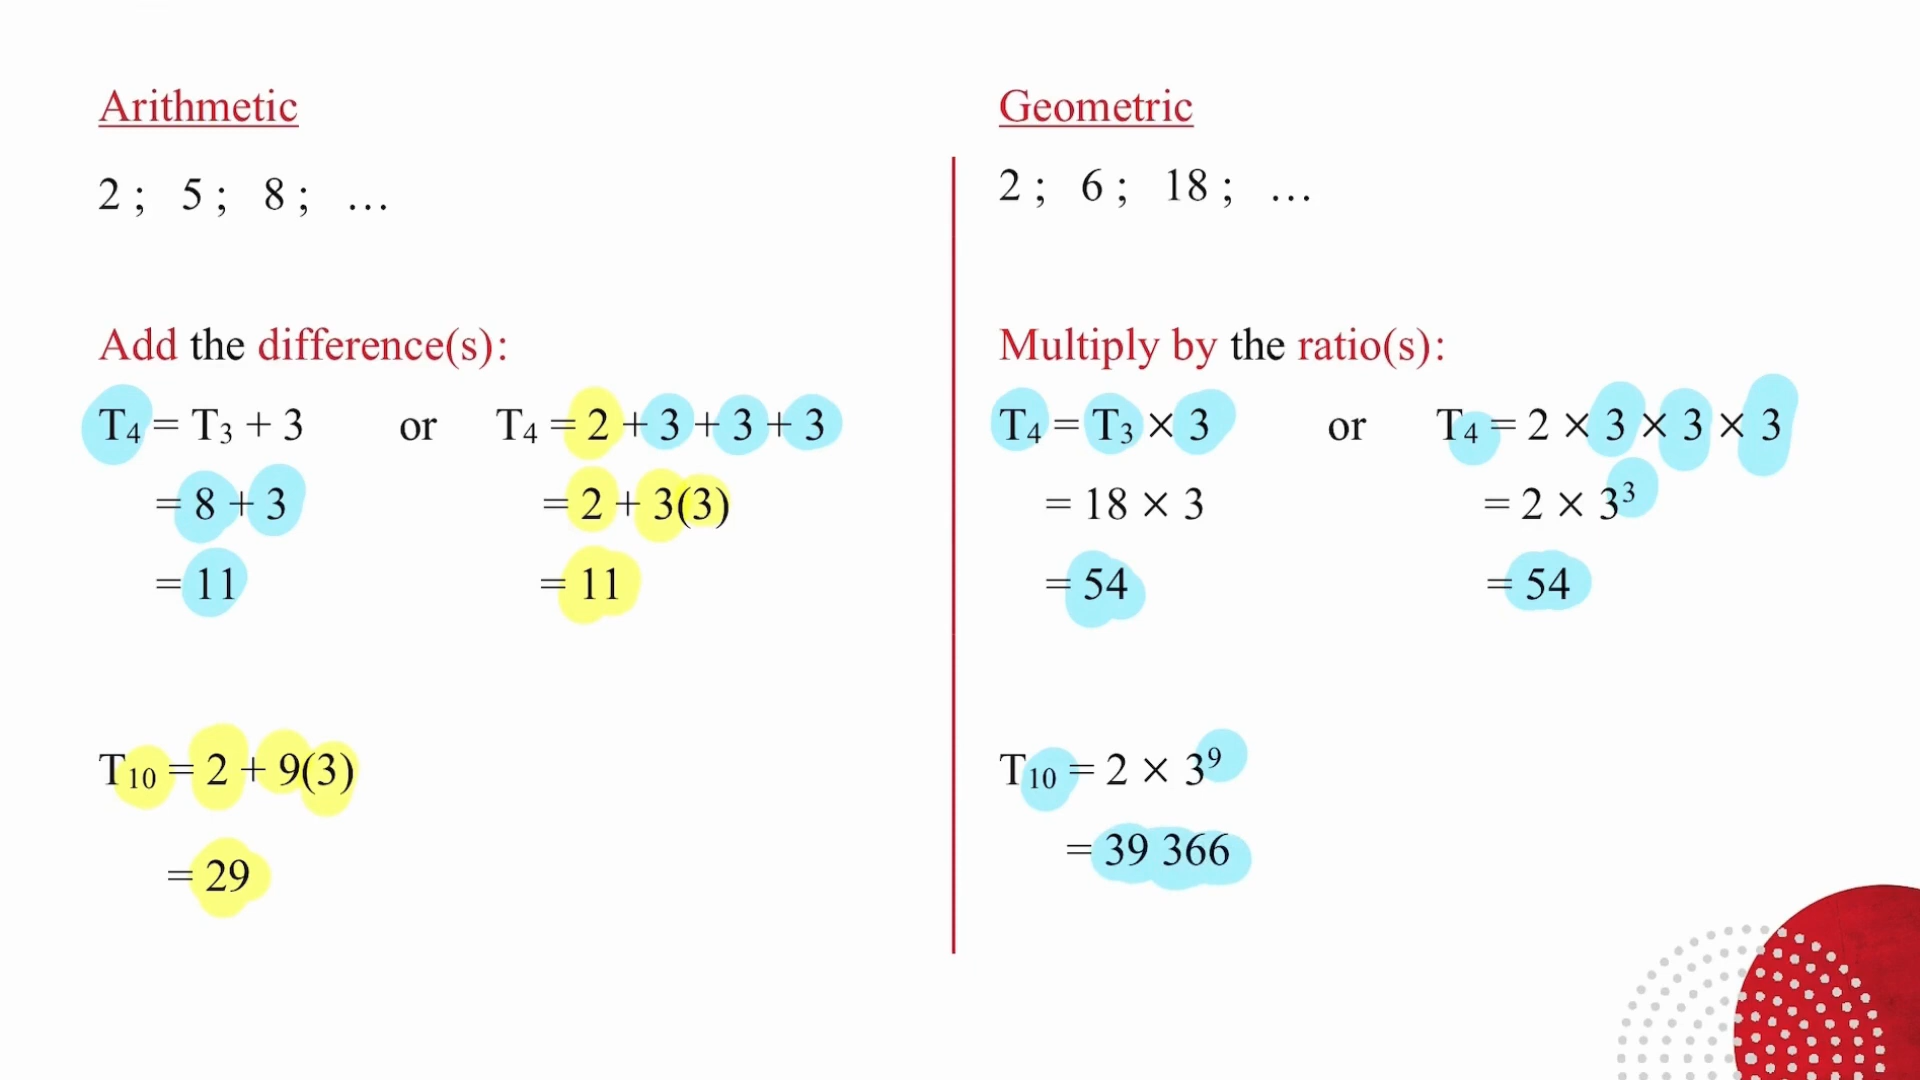 Arithmetic
2 ; 5 ; 8 ; …
Add the difference(s):
T₄ = T₃ + 3 or T₄ = 2 + 3 + 3 + 3
= 8 + 3 = 2 + 3(3)
= 11 = 11
T₁₀ = 2 + 9(3)
= 29
Geometric
2 ; 6 ; 18 ; …
Multiply by the ratio(s):
T₄ = T₃ × 3 or T₄ = 2 × 3 × 3 × 3
= 18 × 3 = 2 × 3³
= 54 = 54
T₁₀ = 2 × 3⁹
= 39 366